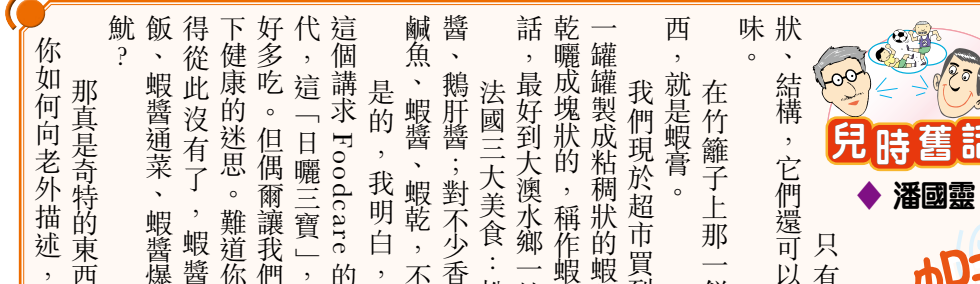 兒時舊
◆ 潘國靈
只有
狀、結構，它們還可以
味。
在竹籬子上那一
西，就是蝦膏。
我們現於超市買到
一罐罐製成粘稠狀的蝦
乾曬成塊狀的，稱作蝦
話，最好到大澳水鄉一
法國三大美食：
醬、鵝肝醬；對不少香
鹹魚、蝦醬、蝦乾，不
是的，我明白，
這個講求 Foodcare 的
代，這「日曬三寶」，
好多吃。但偶爾讓我們
下健康的迷思。難道你
得從此沒有了，蝦醬
飯、蝦醬通菜、蝦醬爆
魷？
那真是奇特的東西
你如何向老外描述，